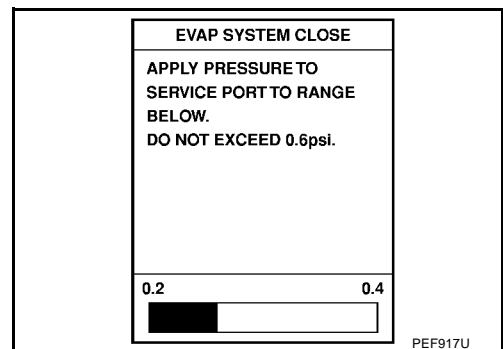 EVAP SYSTEM CLOSE
APPLY PRESSURE TO
SERVICE PORT TO RANGE
BELOW.
DO NOT EXCEED 0.6psi.
0.2 0.4
PEF917U